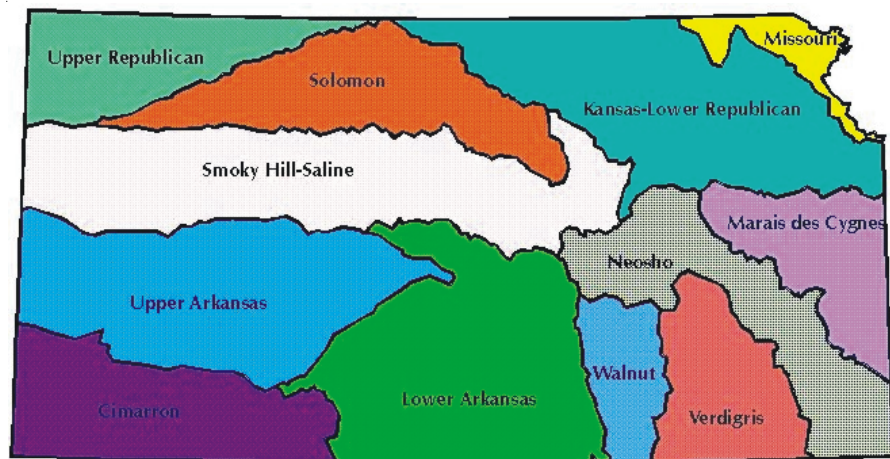 Missouri
Upper Republican
Solomon
Kansas-Lower Republican
Smoky Hill-Saline
Marais des Cygnes
Neosho
Upper Arkansas
Walnut
Lower Arkansas
Cimarron
Verdigris